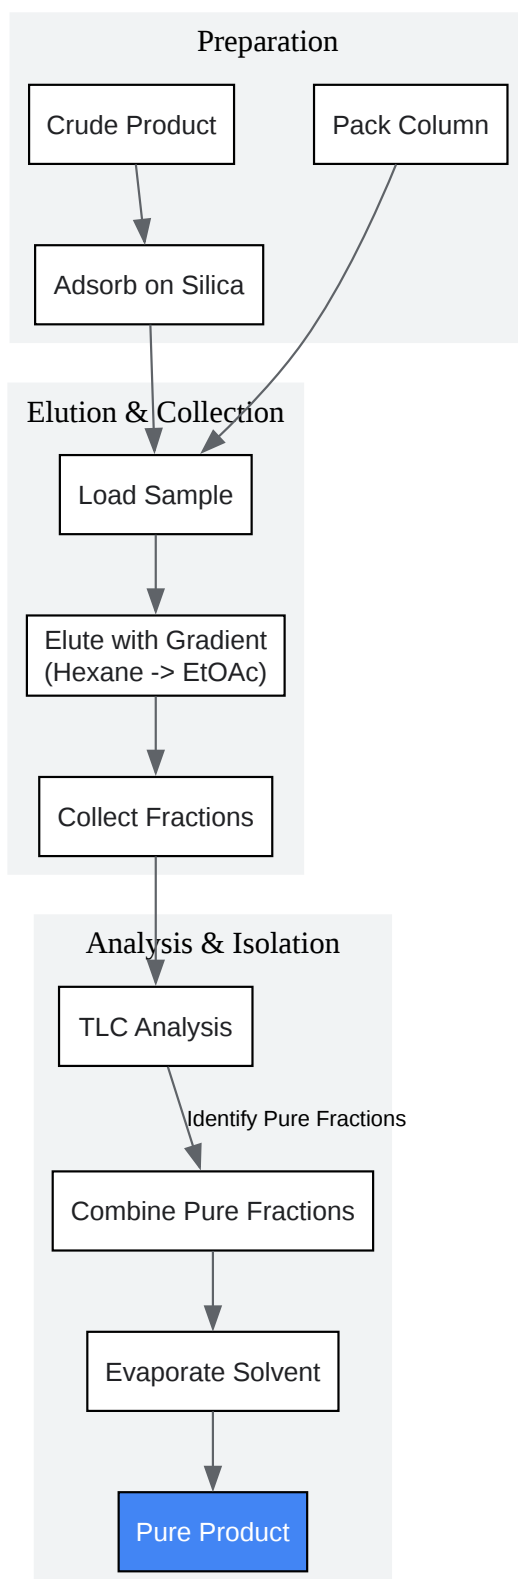 Preparation
Crude Product
Pack Column
Adsorb on Silica
Elution & Collection
Load Sample
Elute with Gradient
(Hexane -> EtOAc)
Collect Fractions
Analysis & Isolation
TLC Analysis
Identify Pure Fractions
Combine Pure Fractions
Evaporate Solvent
Pure Product